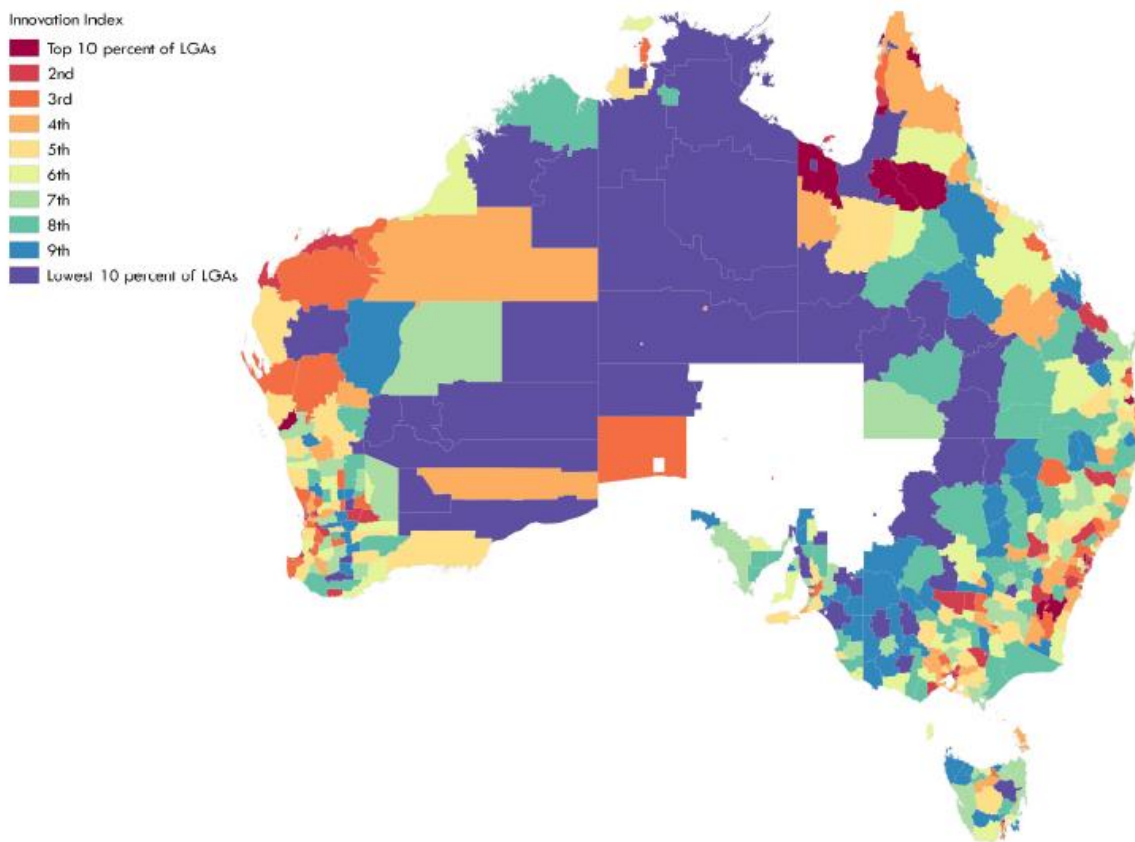 Innovation Index
Top 10 percent of LGAs
2nd
3rd
4th
5th
6th
7th
8th
9th
Lowest 10 percent of LGAs